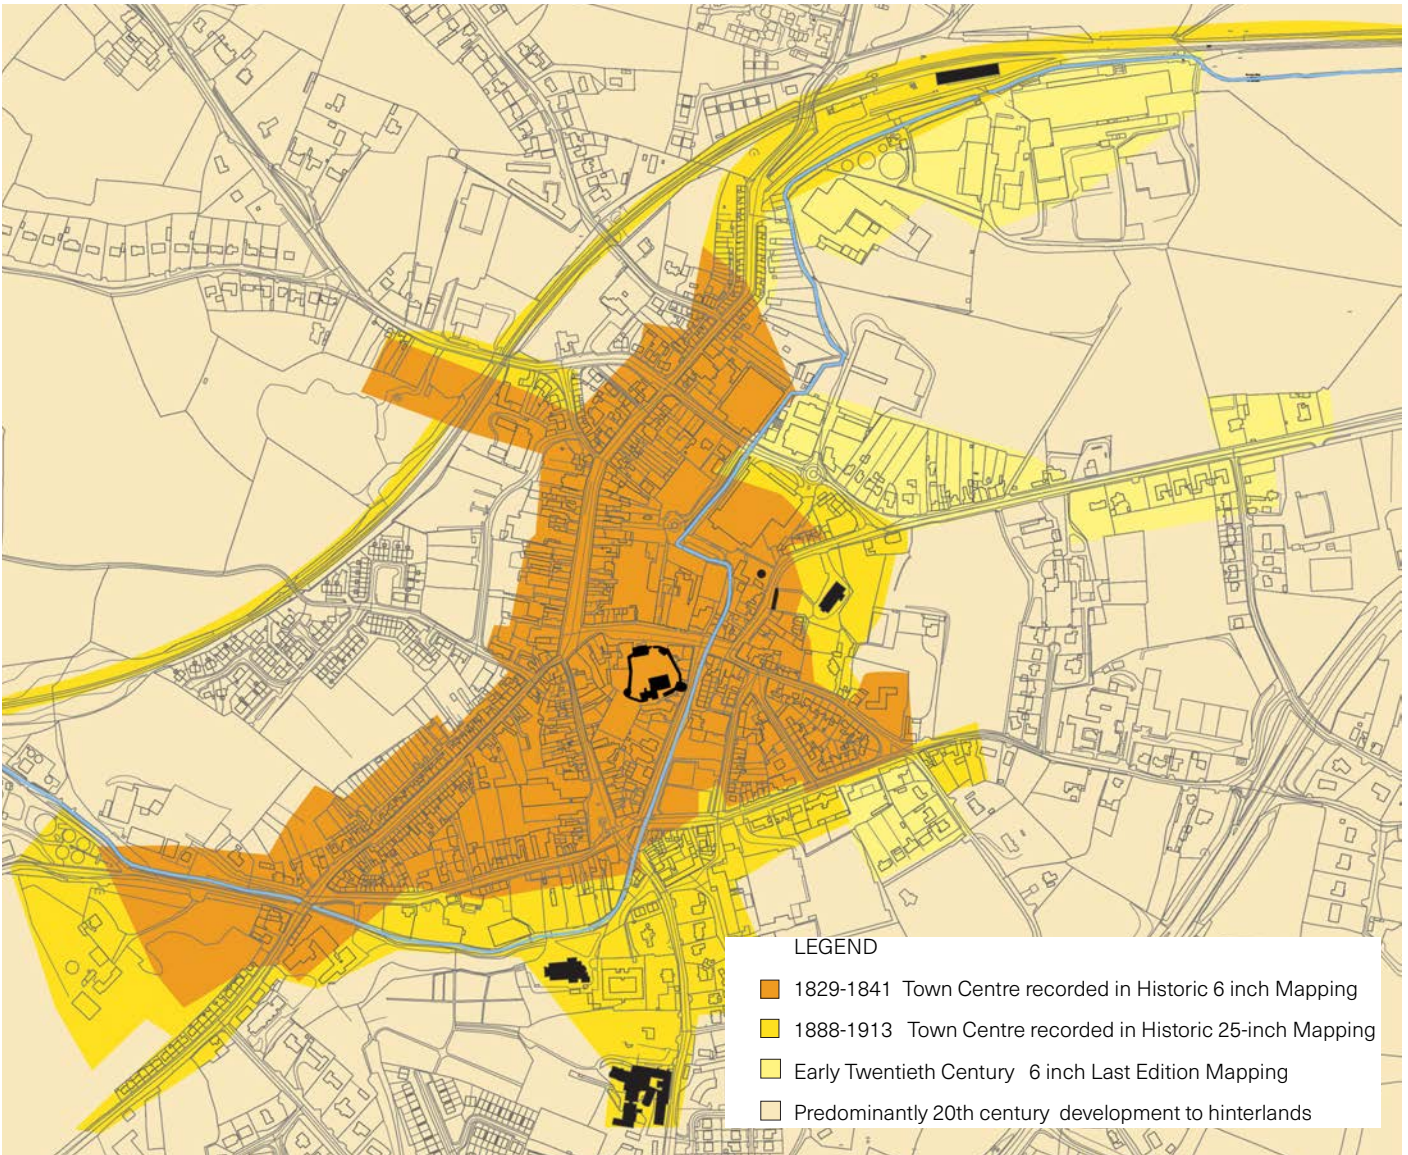 LEGEND
1829-1841 Town Centre recorded in Historic 6 inch Mapping
1888-1913 Town Centre recorded in Historic 25-inch Mapping
Early Twentieth Century 6 inch Last Edition Mapping
Predominantly 20th century development to hinterlands